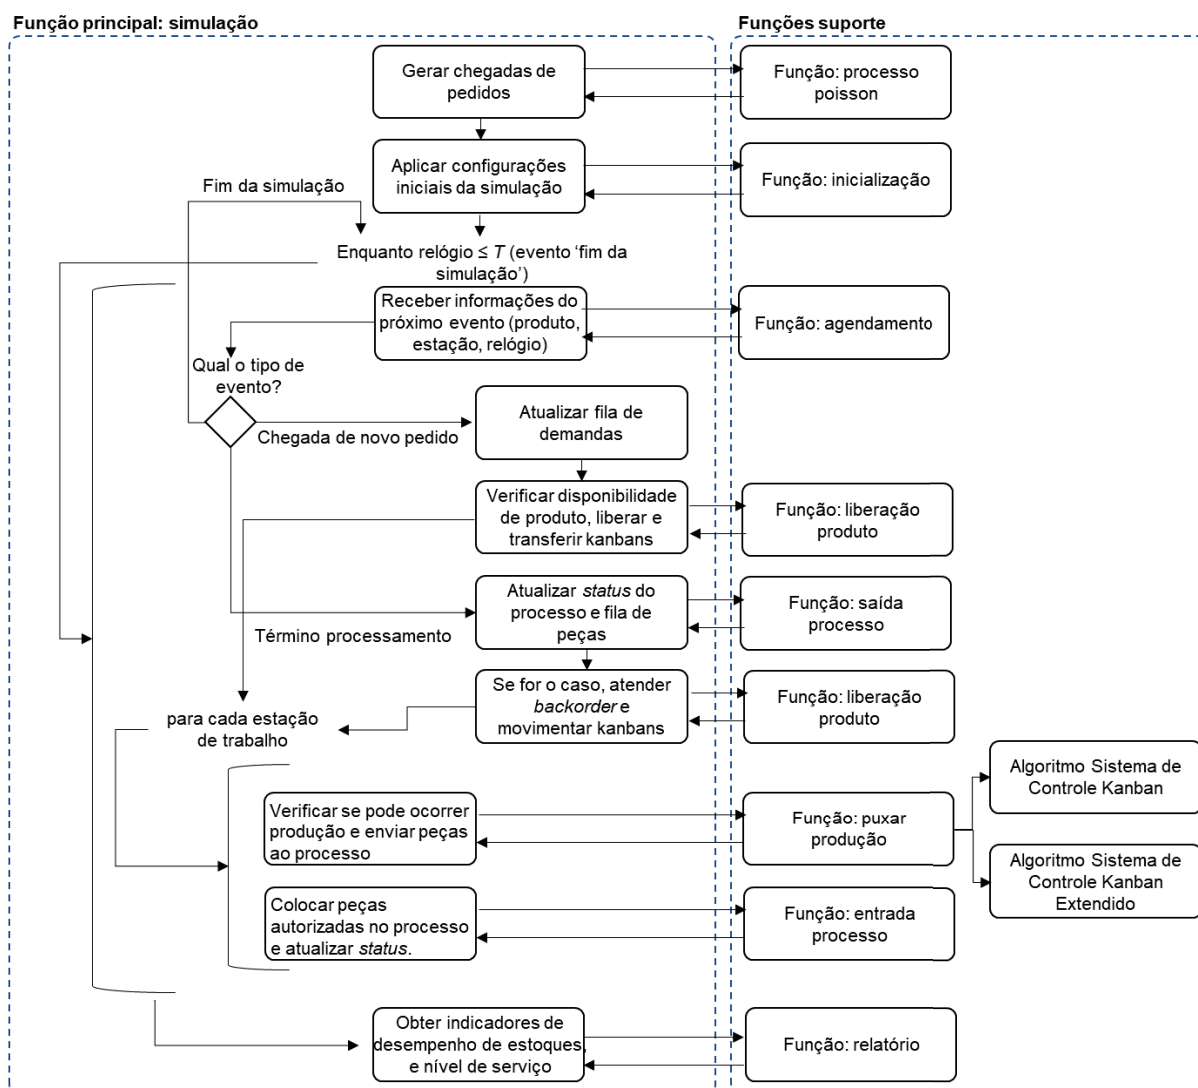 Função principal: simulação
Funções suporte
Gerar chegadas de
pedidos
Função: processo
poisson
Aplicar configurações
iniciais da simulação
Função: inicialização
Fim da simulação
Enquanto relógio ≤ T (evento ‘fim da
simulação’)
Receber informações do
próximo evento (produto,
estação, relógio)
Função: agendamento
Qual o tipo de
evento?
Chegada de novo pedido
Atualizar fila de
demandas
Verificar disponibilidade
de produto, liberar e
transferir kanbans
Função: liberação
produto
Término processamento
Atualizar status do
processo e fila de
peças
Função: saída
processo
Se for o caso, atender
backorder e
movimentar kanbans
Função: liberação
produto
para cada estação
de trabalho
Verificar se pode ocorrer
produção e enviar peças
ao processo
Função: puxar
produção
Algoritmo Sistema de
Controle Kanban
Algoritmo Sistema de
Controle Kanban
Extendido
Colocar peças
autorizadas no processo
e atualizar status.
Função: entrada
processo
Obter indicadores de
desempenho de estoques,
e nível de serviço
Função: relatório